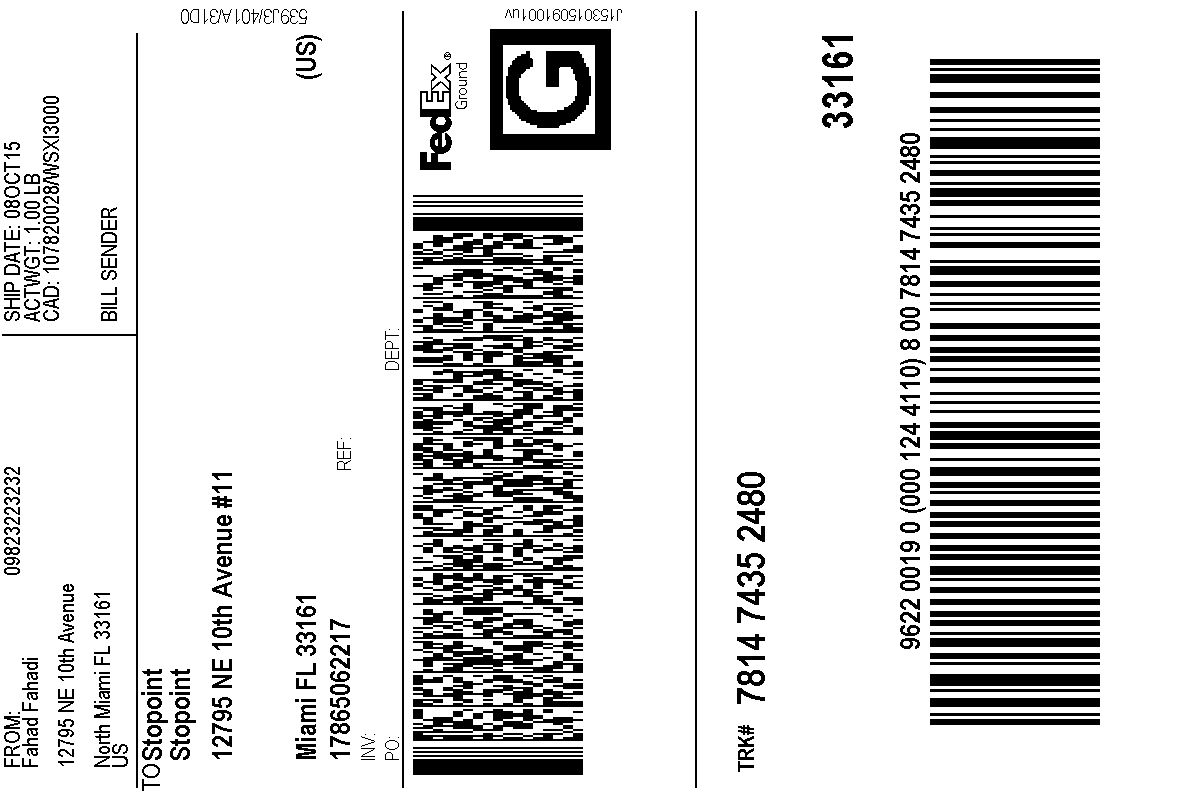 FROM: 09823223232
Fahad Fahadi
12795 NE 10th Avenue
North Miami FL 33161
US
SHIP DATE: 08OCT15
ACTWGT: 1.00 LB
CAD: 107820028/WSXI3000
BILL SENDER
TO Stopoint
Stopoint
12795 NE 10th Avenue #11
Miami FL 33161
(US)
17865062217
REF:
INV:
PO:
DEPT:
539J3/401A/31D0
FedEx®
Ground
G
J153015091001uv
TRK# 7814 7435 2480
33161
9622 0019 0 (000 124 4110) 8 00 7814 7435 2480